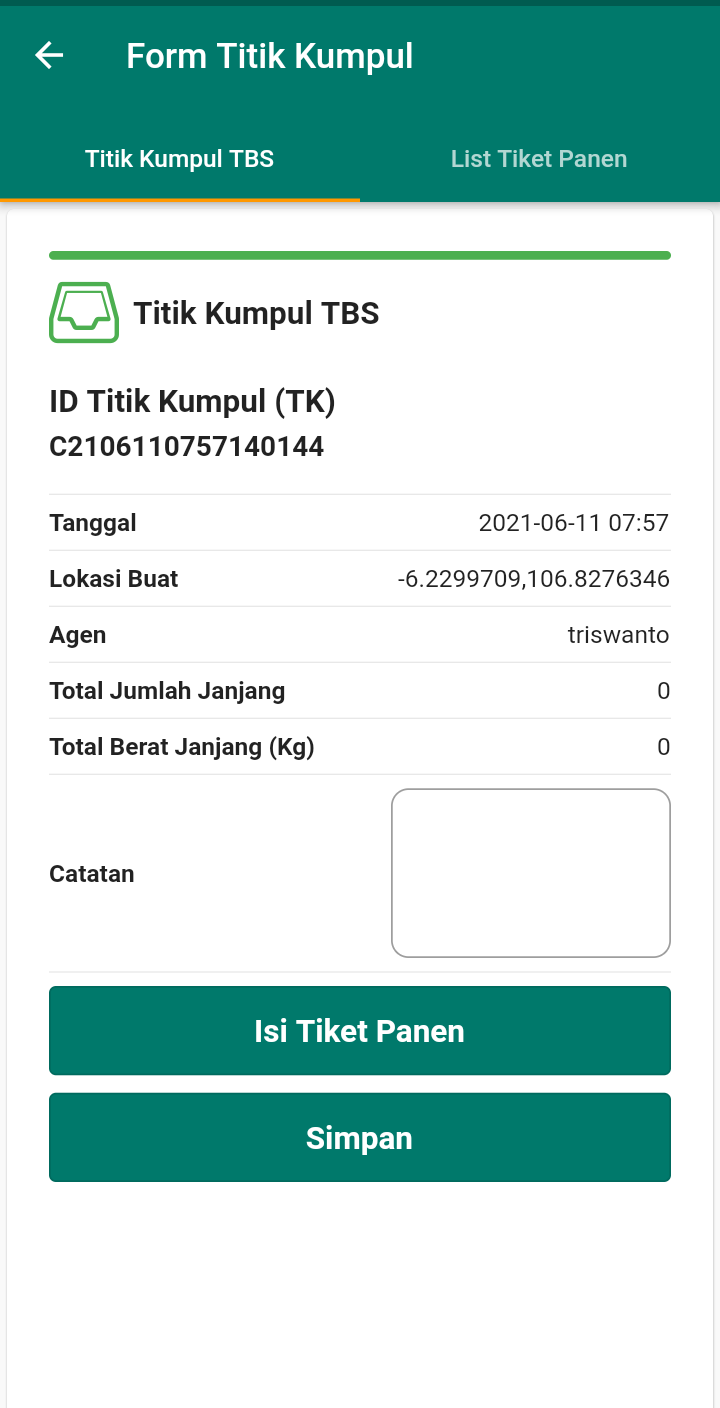 Form Titik Kumpul
Titik Kumpul TBS
List Tiket Panen
Titik Kumpul TBS
ID Titik Kumpul (TK)
C2106110757140144
Tanggal 2021-06-11 07:57
Lokasi Buat -6.2299709,106.8276346
Agen triswanto
Total Jumlah Janjang 0
Total Berat Janjang (Kg) 0
Catatan
Isi Tiket Panen
Simpan